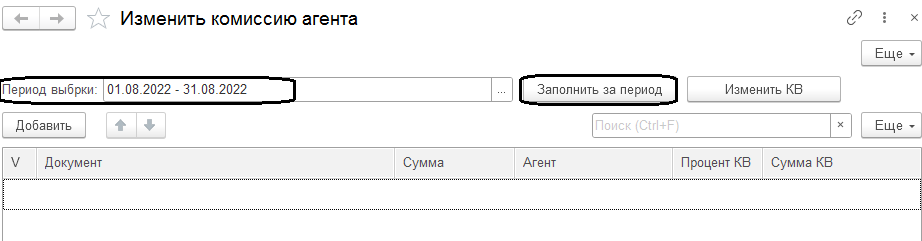 Изменить комиссию агента
Еще
Период выбрки: 01.08.2022 - 31.08.2022 ... Заполнить за период Изменить КВ
Добавить Поиск (Ctrl+F) × Еще
V Документ Сумма Агент Процент КВ Сумма КВ